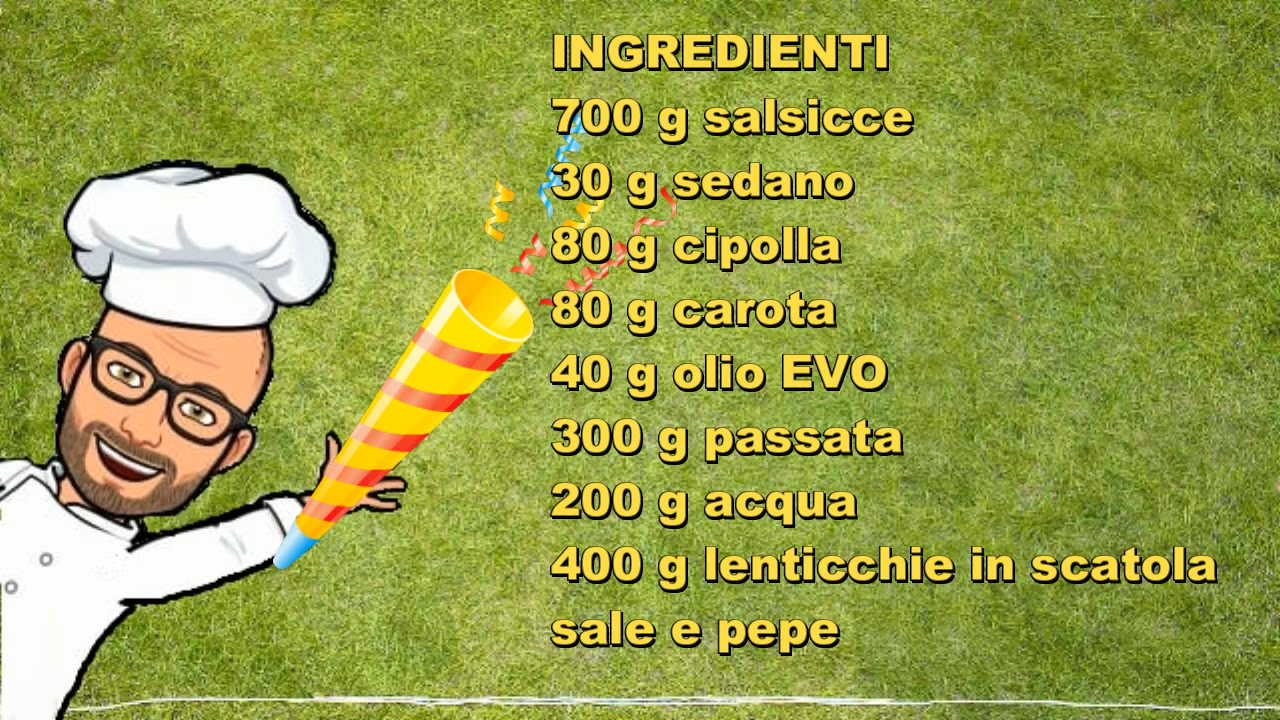 INGREDIENTI
700 g salsicce
30 g sedano
80 g cipolla
80 g carota
40 g olio EVO
300 g passata
200 g acqua
400 g lenticchie in scatola
sale e pepe